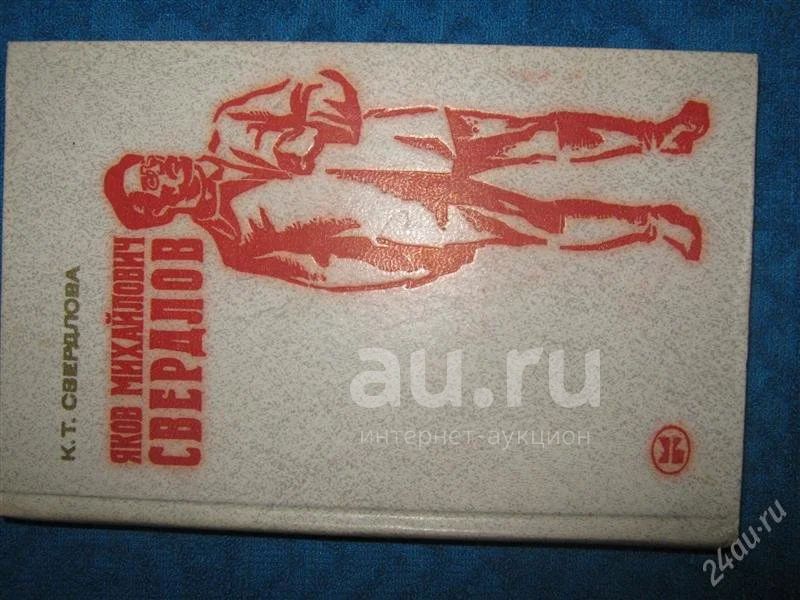 К. Т. СВЕРДЛОВА
ЯКОВ МИХАЙЛОВИЧ
СВЕРДЛОВ
au.ru
интернет-аукцион
24au.ru